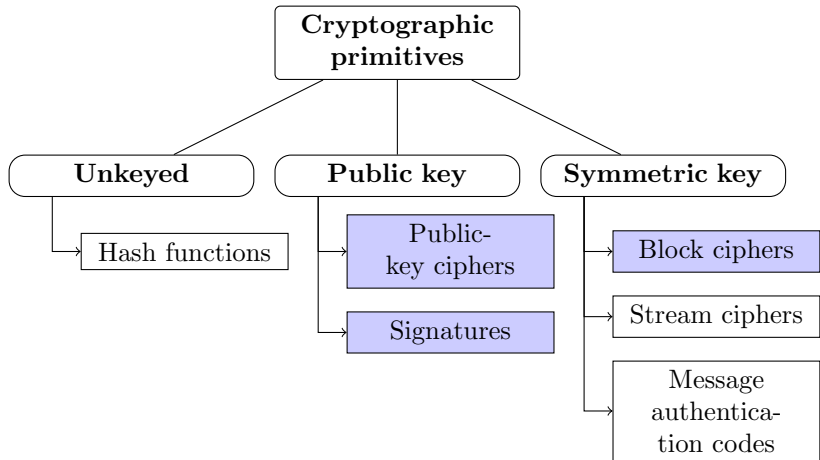 Cryptographic
primitives
Unkeyed
Public key
Symmetric key
Hash functions
Public-
key ciphers
Signatures
Block ciphers
Stream ciphers
Message
authentica-
tion codes